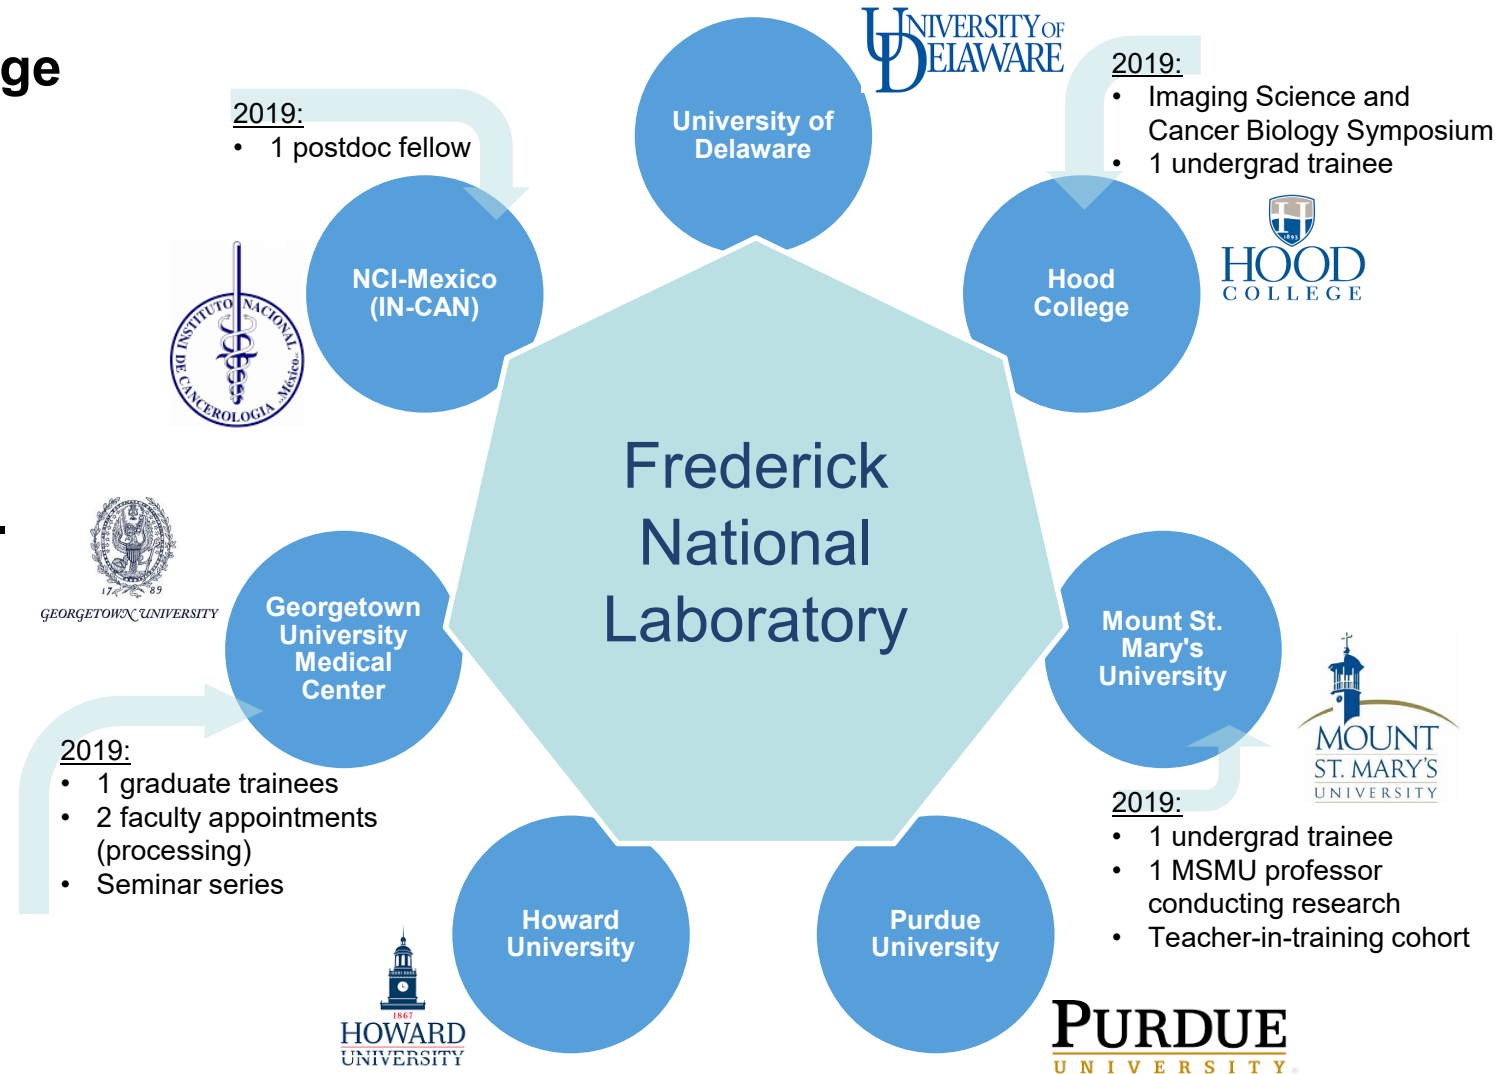 ge
UNIVERSITY OF
DELAWARE
University of
Delaware
2019:
• 1 postdoc fellow
2019:
• Imaging Science and
Cancer Biology Symposium
• 1 undergrad trainee
NCI-Mexico
(IN-CAN)
INSTITUTO NACIONAL
DE CANCEROLOGIA México
Hood
College
H
1893
HOOD
COLLEGE
Frederick
National
Laboratory
17 89
GEORGETOWN UNIVERSITY
Georgetown
University
Medical
Center
Mount St.
Mary's
University
MOUNT
ST. MARY'S
UNIVERSITY
2019:
• 1 graduate trainees
• 2 faculty appointments
(processing)
• Seminar series
2019:
• 1 undergrad trainee
• 1 MSMU professor
conducting research
• Teacher-in-training cohort
Howard
University
Purdue
University
1867
HOWARD
UNIVERSITY
PURDUE
UNIVERSITY